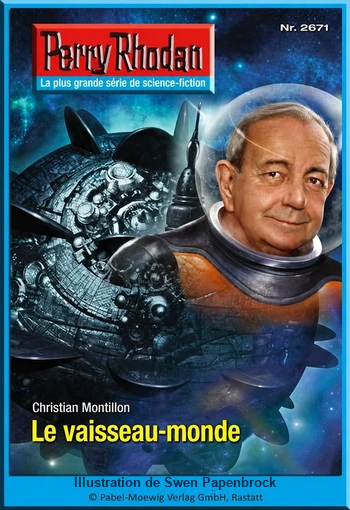 Perry Rhodan
Nr. 2671
La plus grande série de science-fiction
Christian Montillon
Le vaisseau-monde
Illustration de Swen Papenbrock
© Pabel-Moewig Verlag GmbH, Rastatt